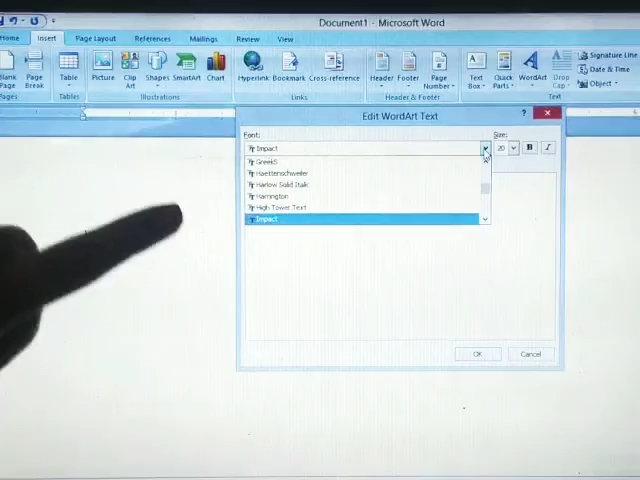 Document1 - Microsoft Word
Home Insert Page Layout References Mailings Review View
Blank Page
Page Break
Table
Picture
Clip Art
Shapes
SmartArt
Chart
Hyperlink
Bookmark
Cross-reference
Header
Footer
Page Number
Text Box
Quick Parts
WordArt
Drop Cap
Signature Line
Date & Time
Object
Pages
Tables
Illustrations
Links
Header & Footer
Text
Edit WordArt Text
? X
Font:
Size:
Impact
20
B I
GreekS
Haettenschweiler
Harlow Solid Italic
Harrington
High Tower Text
Impact
OK
Cancel